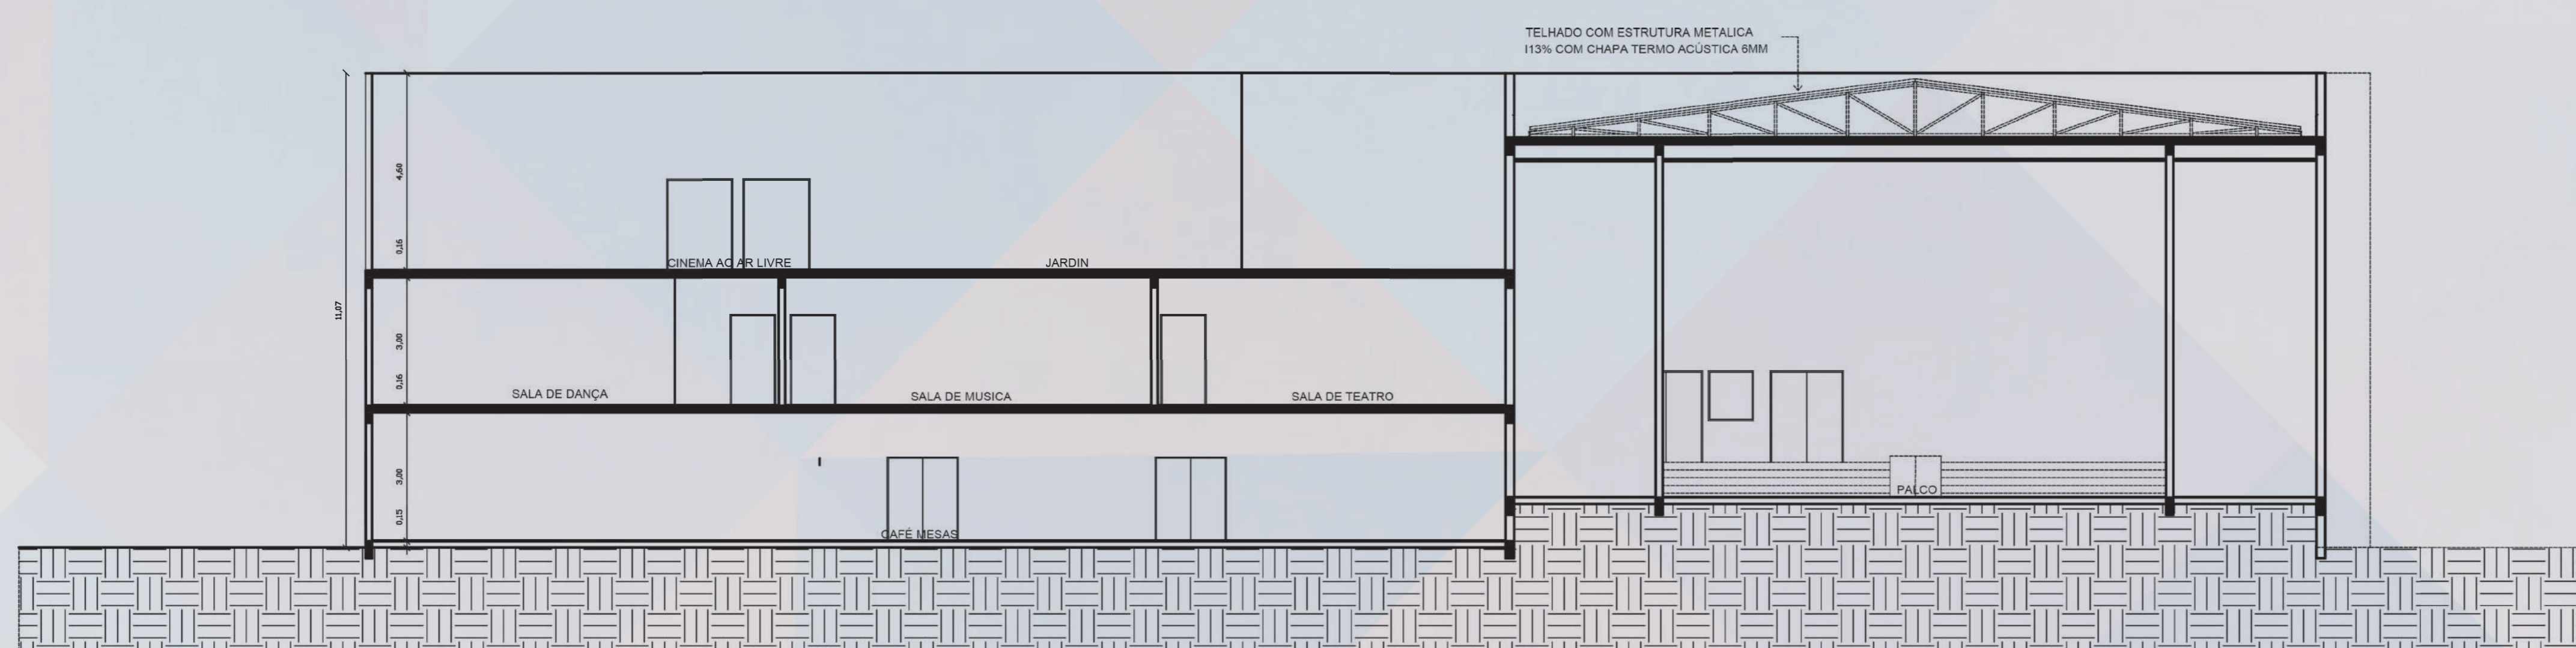 TELHADO COM ESTRUTURA METALICA
I13% COM CHAPA TERMO ACÚSTICA 6MM
4,60
0,16
CINEMA AO AR LIVRE
JARDIN
11,07
3,00
0,16
SALA DE DANÇA
SALA DE MUSICA
SALA DE TEATRO
3,00
0,15
CAFÉ MESAS
PALCO